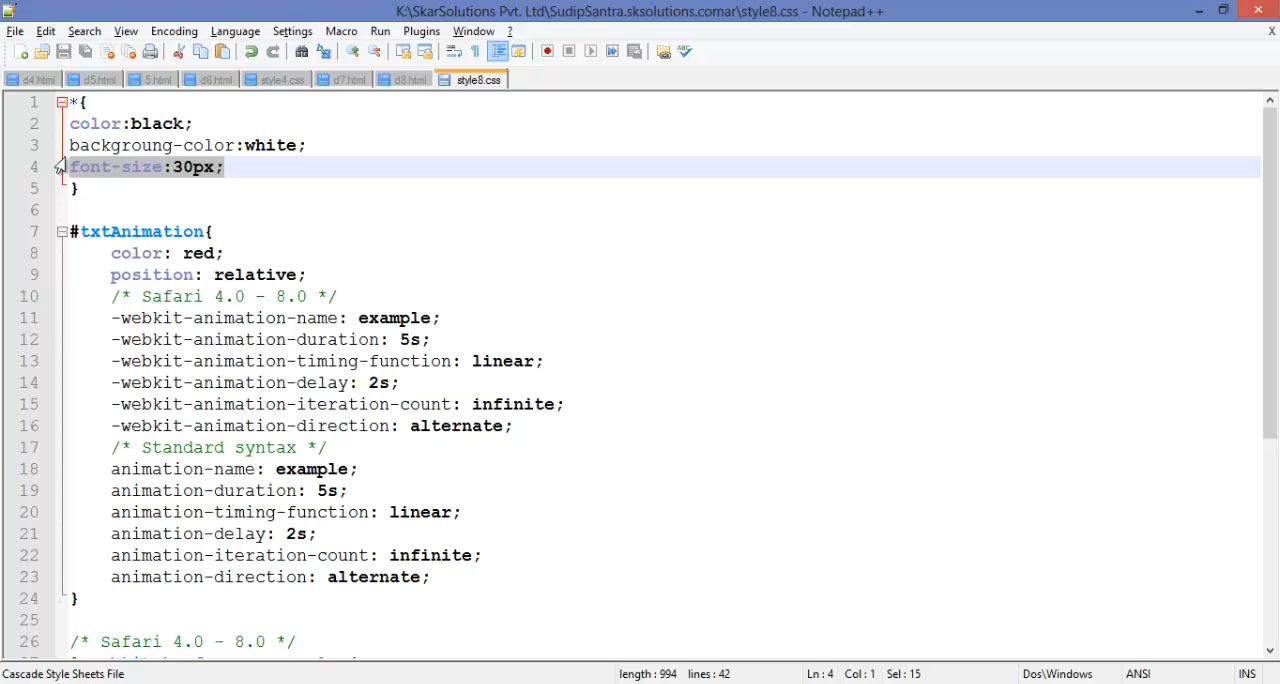 K:\SkarSolutions Pvt. Ltd\SudipSantra.sksolutions.comar\style8.css - Notepad++
File Edit Search View Encoding Language Settings Macro Run Plugins Window ? X
d4.html d5.html 5.html d6.html style4.css d7.html d8.html style8.css
1 *{
2 color:black;
3 backgroung-color:white;
4 font-size:30px;
5 }
6
7 #txtAnimation{
8 color: red;
9 position: relative;
10 /* Safari 4.0 - 8.0 */
11 -webkit-animation-name: example;
12 -webkit-animation-duration: 5s;
13 -webkit-animation-timing-function: linear;
14 -webkit-animation-delay: 2s;
15 -webkit-animation-iteration-count: infinite;
16 -webkit-animation-direction: alternate;
17 /* Standard syntax */
18 animation-name: example;
19 animation-duration: 5s;
20 animation-timing-function: linear;
21 animation-delay: 2s;
22 animation-iteration-count: infinite;
23 animation-direction: alternate;
24 }
25
26 /* Safari 4.0 - 8.0 */
Cascade Style Sheets File length : 994 lines : 42 Ln : 4 Col : 1 Sel : 15 Dos\Windows ANSI INS